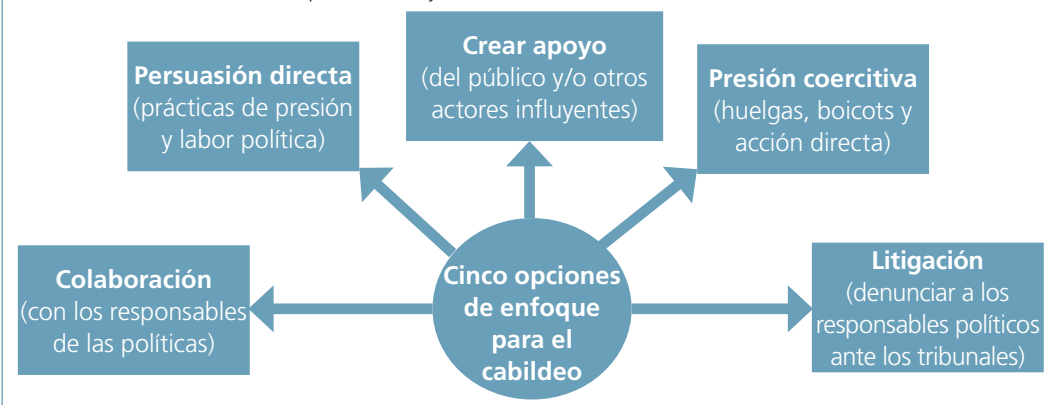 Crear apoyo
(del público y/o otros
actores influyentes)
Persuasión directa
(prácticas de presión
y labor política)
Presión coercitiva
(huelgas, boicots y
acción directa)
Colaboración
(con los responsables
de las políticas)
Cinco opciones
de enfoque
para el
cabildeo
Litigación
(denunciar a los
responsables políticos
ante los tribunales)